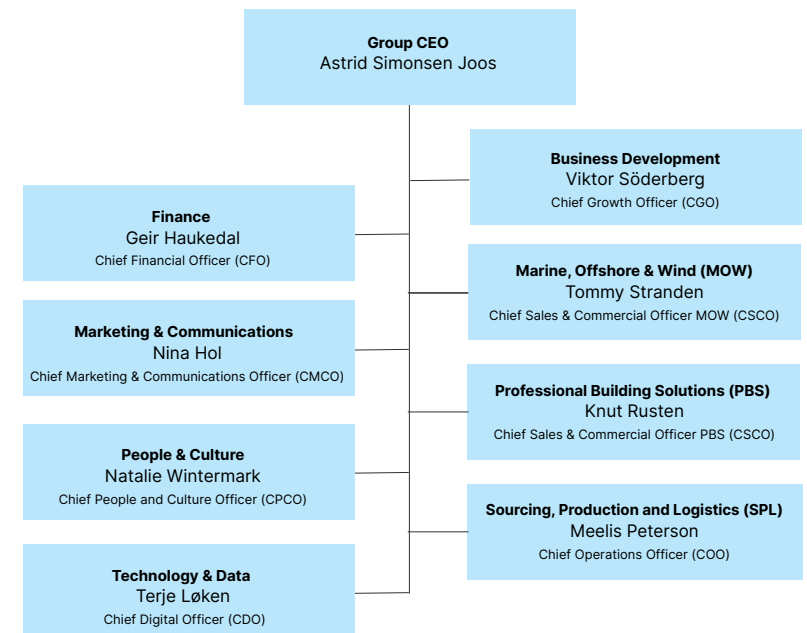 Group CEO
Astrid Simonsen Joos
Business Development
Viktor Söderberg
Chief Growth Officer (CGO)
Finance
Geir Haukedal
Chief Financial Officer (CFO)
Marine, Offshore & Wind (MOW)
Tommy Stranden
Chief Sales & Commercial Officer MOW (CSCO)
Marketing & Communications
Nina Hol
Chief Marketing & Communications Officer (CMCO)
Professional Building Solutions (PBS)
Knut Rusten
Chief Sales & Commercial Officer PBS (CSCO)
People & Culture
Natalie Wintermark
Chief People and Culture Officer (CPCO)
Sourcing, Production and Logistics (SPL)
Meelis Peterson
Chief Operations Officer (COO)
Technology & Data
Terje Løken
Chief Digital Officer (CDO)